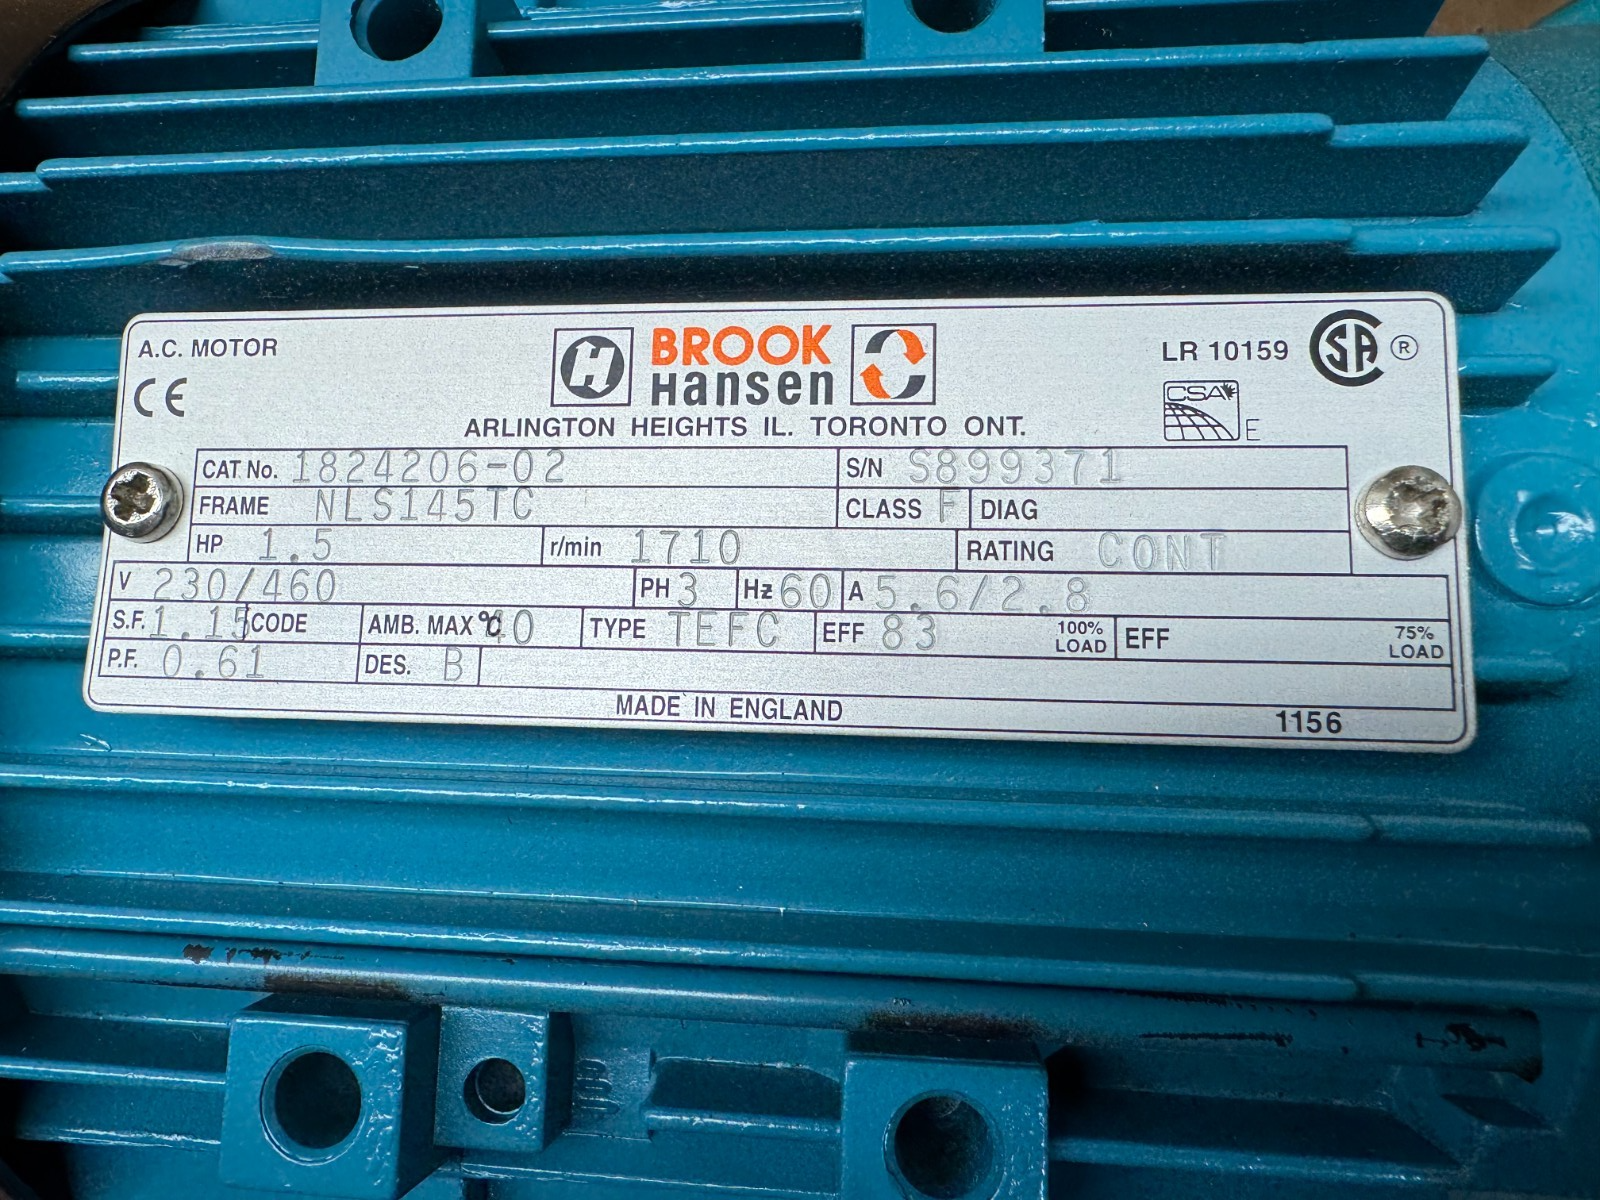 A.C. MOTOR
CE
H BROOK
Hansen
ARLINGTON HEIGHTS IL. TORONTO ONT.
LR 10159 CSA ®
CSA E
CAT No. 1824206-02 S/N S899371
FRAME NLS145TC CLASS F DIAG
HP 1.5 r/min 1710 RATING CONT
V 230/460 PH 3 Hz 60 A 5.6/2.8
S.F. 1.15 CODE AMB. MAX °C 40 TYPE TEFC EFF 83 100% LOAD EFF 75% LOAD
P.F. 0.61 DES. B
MADE IN ENGLAND
1156